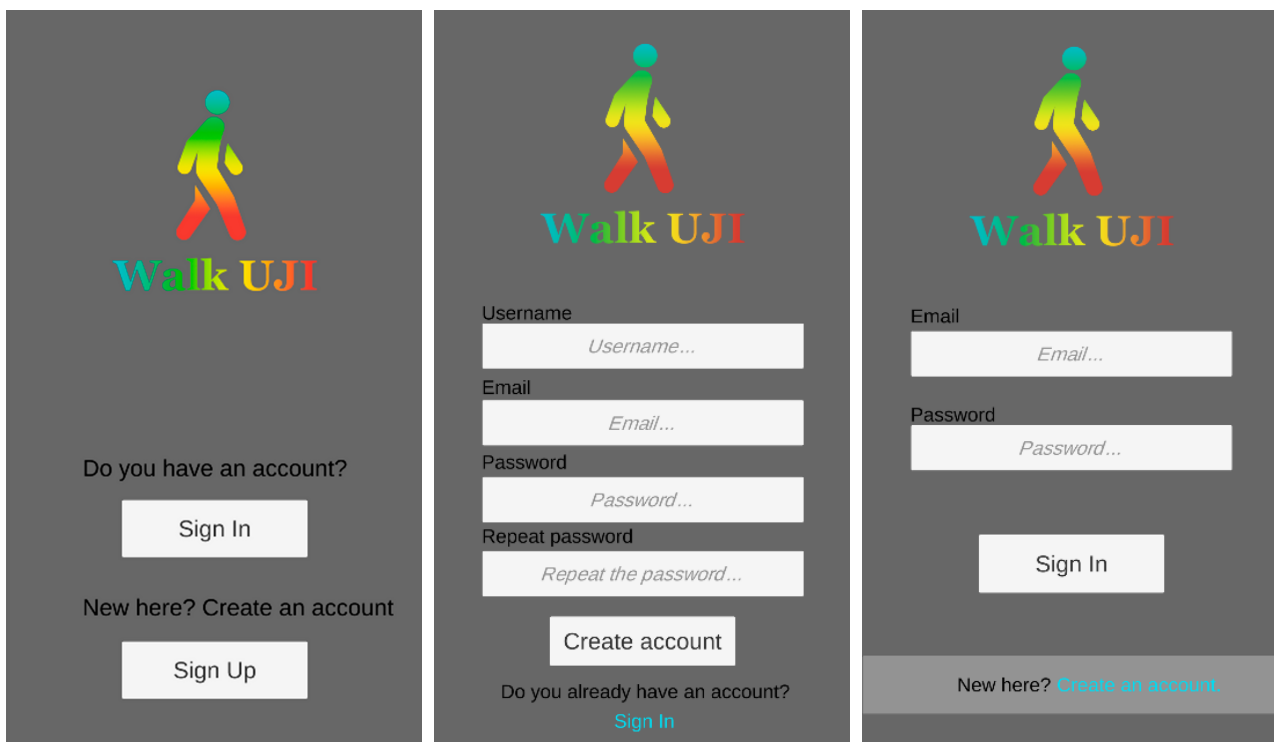 Walk UJI
Do you have an account?
Sign In
New here? Create an account
Sign Up
Walk UJI
Username
Username...
Email
Email...
Password
Password...
Repeat password
Repeat the password...
Create account
Do you already have an account?
Sign In
Walk UJI
Email
Email...
Password
Password...
Sign In
New here? Create an account.